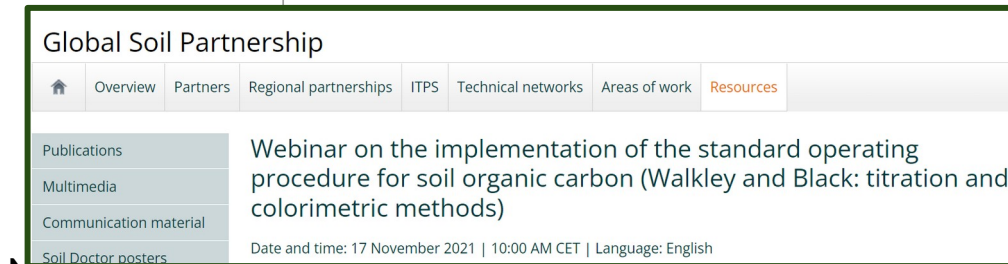 Global Soil Partnership
Overview Partners Regional partnerships ITPS Technical networks Areas of work Resources
Publications
Multimedia
Communication material
Soil Doctor posters
Webinar on the implementation of the standard operating
procedure for soil organic carbon (Walkley and Black: titration and
colorimetric methods)
Date and time: 17 November 2021 | 10:00 AM CET | Language: English